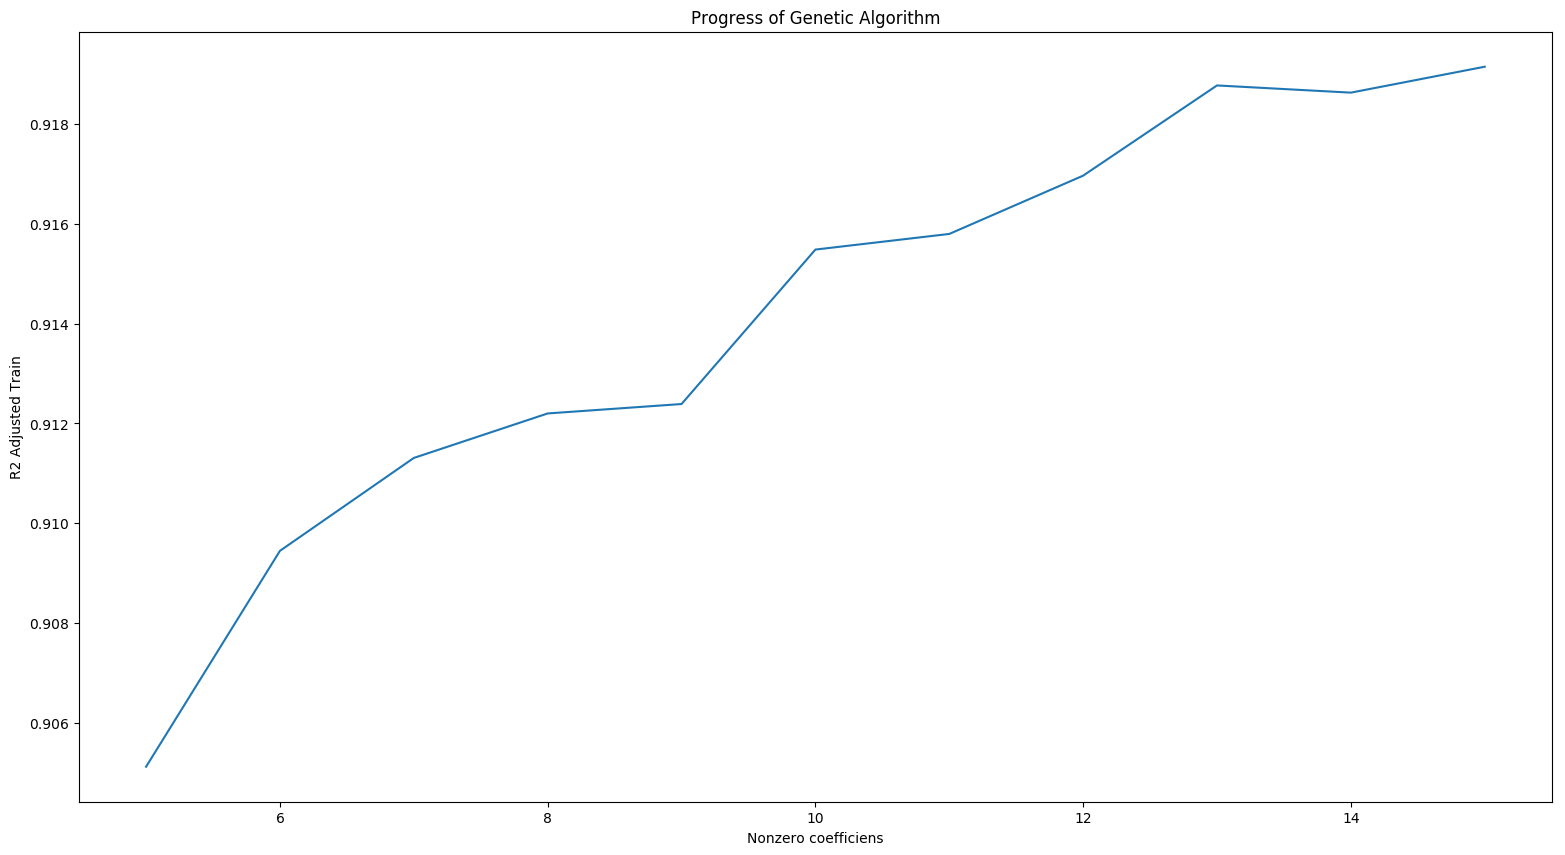 Progress of Genetic Algorithm
0.918
0.916
0.914
0.912
0.910
0.908
0.906
R2 Adjusted Train
6 8 10 12 14
Nonzero coefficiens